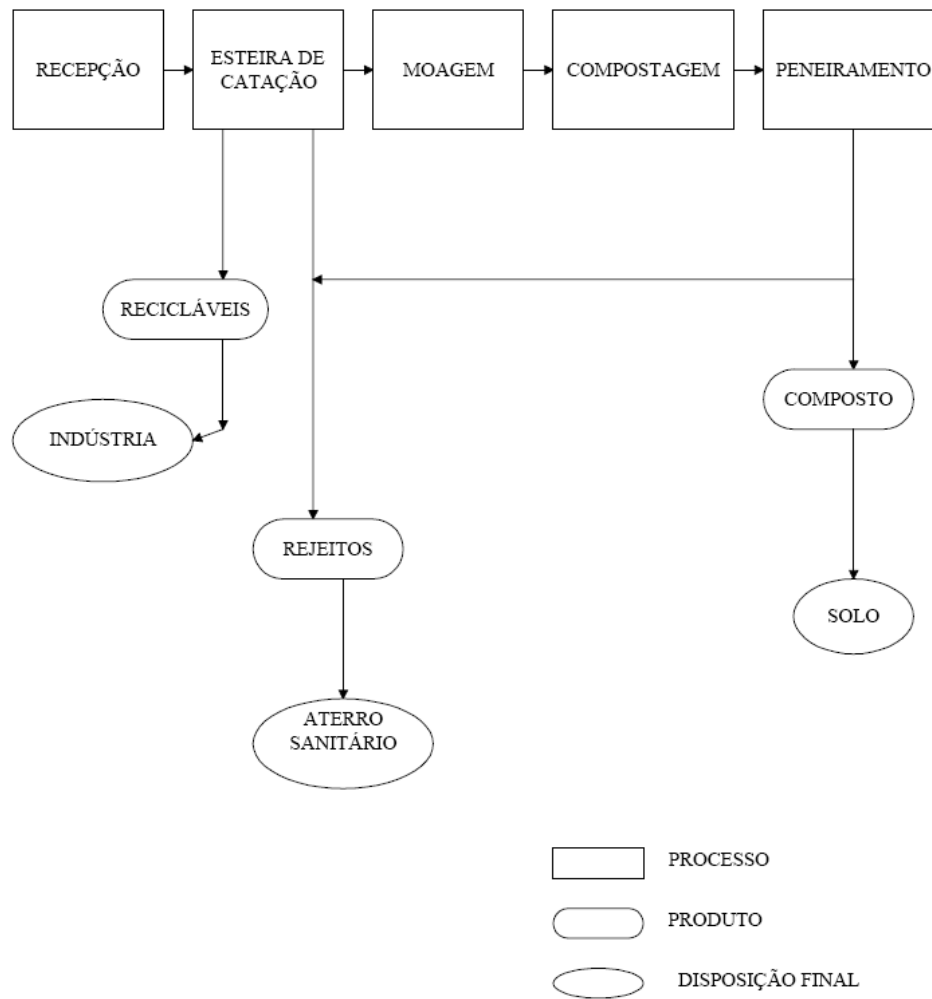 RECEPÇÃO
ESTEIRA DE
CATAÇÃO
MOAGEM
COMPOSTAGEM
PENEIRAMENTO
RECICLÁVEIS
INDÚSTRIA
COMPOSTO
REJEITOS
SOLO
ATERRO
SANITÁRIO
PROCESSO
PRODUTO
DISPOSIÇÃO FINAL